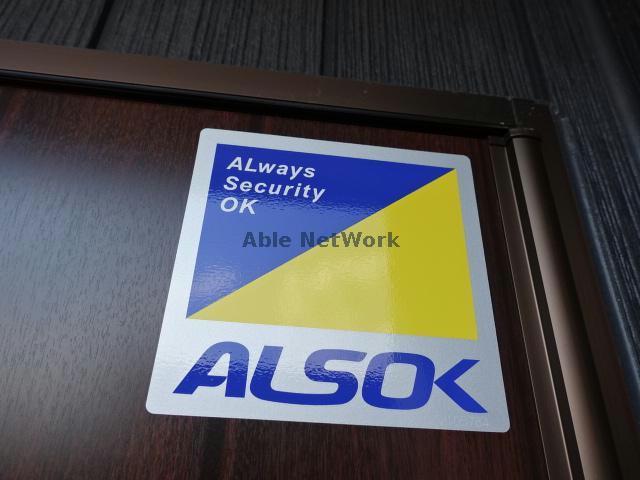 ALways
Security
OK
Able NetWork
ALSOK